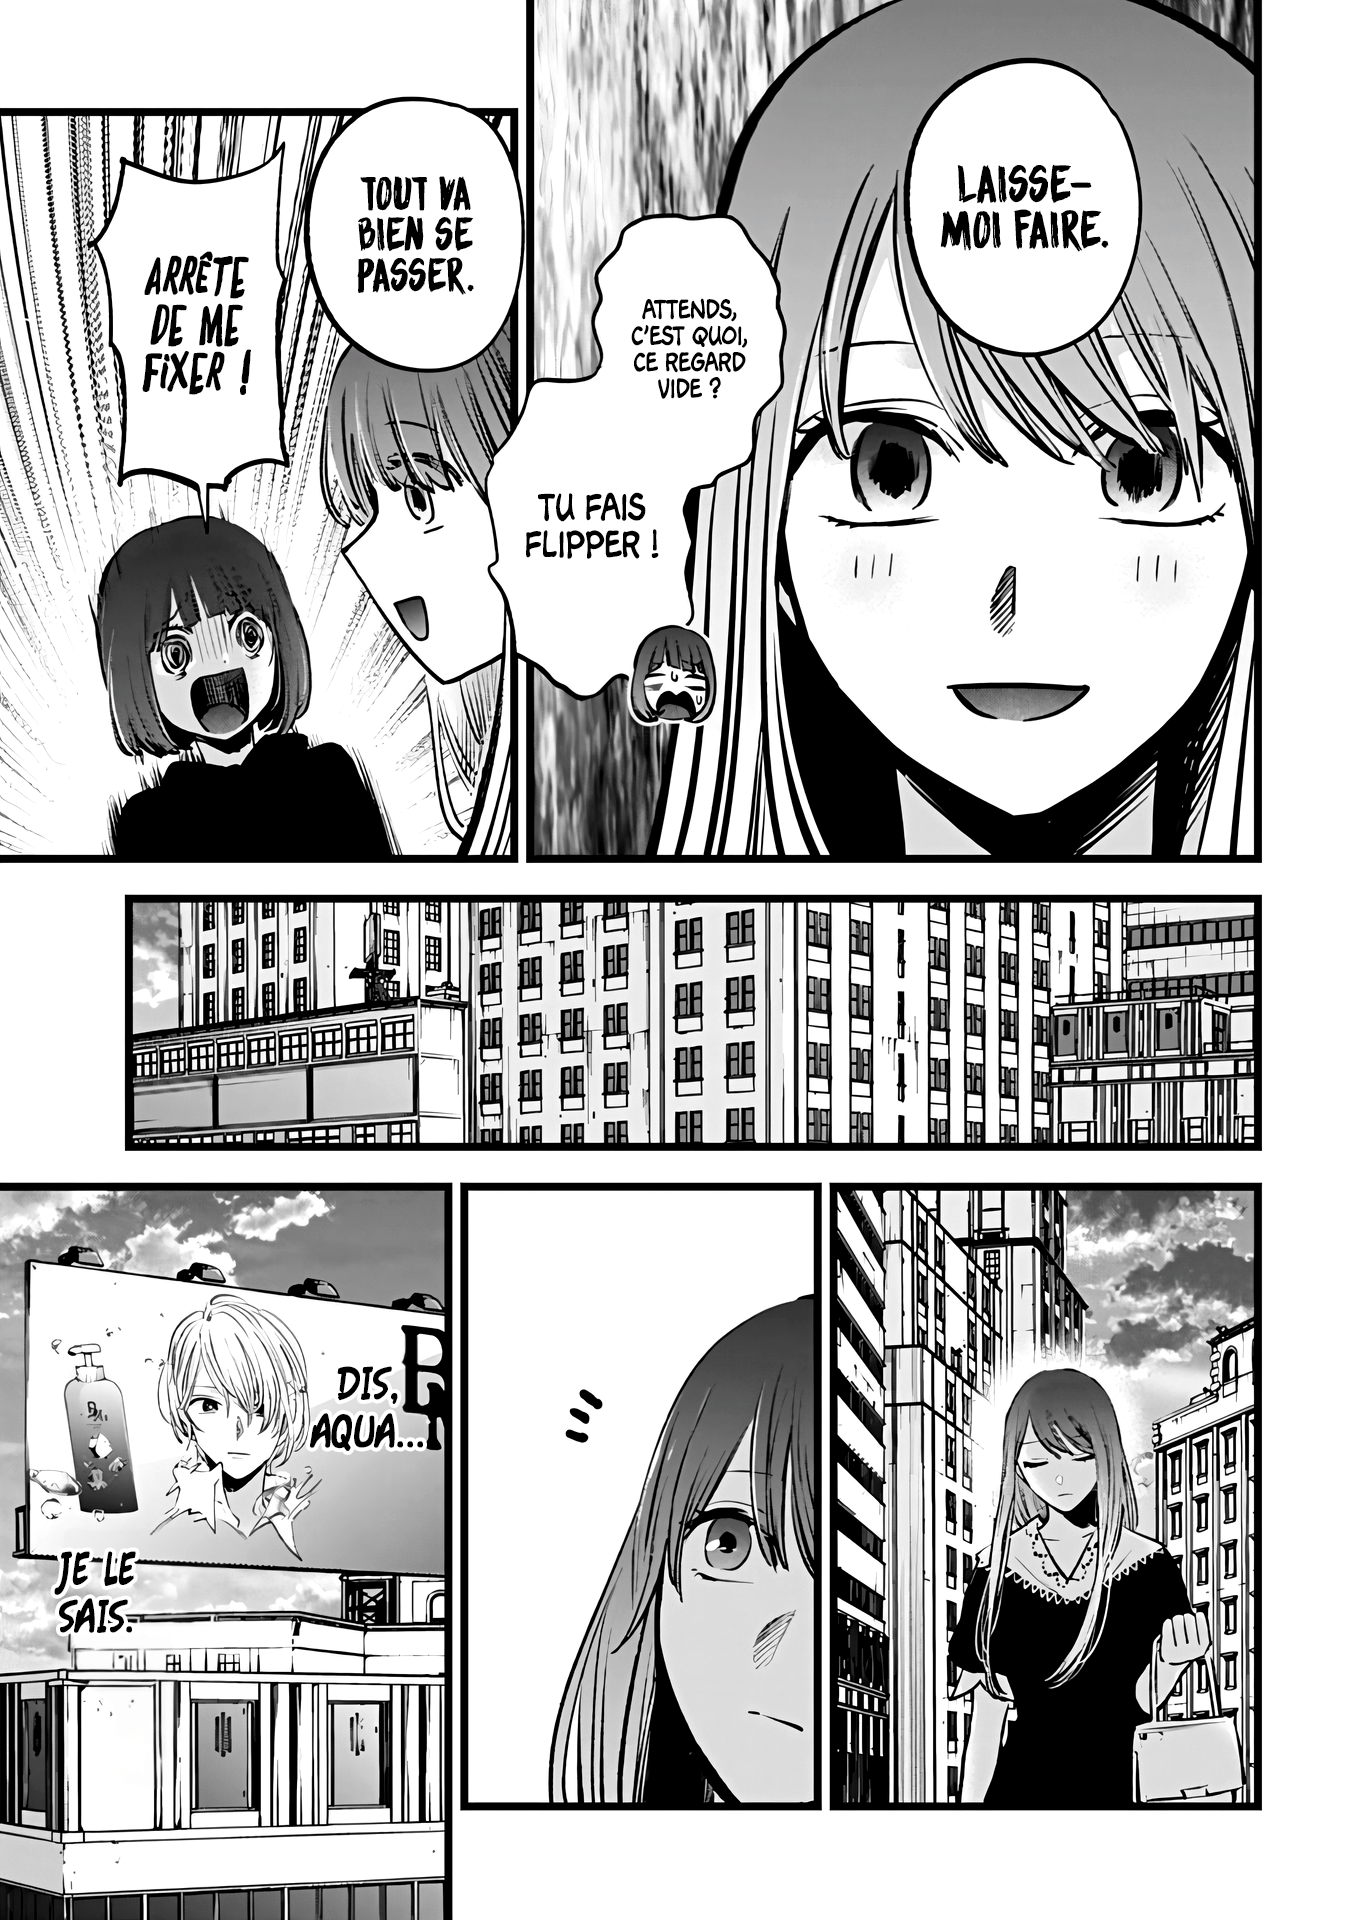 LAISSE-
MOI FAIRE.
ATTENDS,
C'EST QUOI,
CE REGARD
VIDE ?
TU FAIS
FLIPPER !
TOUT VA
BIEN SE
PASSER.
ARRÊTE
DE ME
FIXER !
DIS,
AQUA...
JE LE
SAIS.